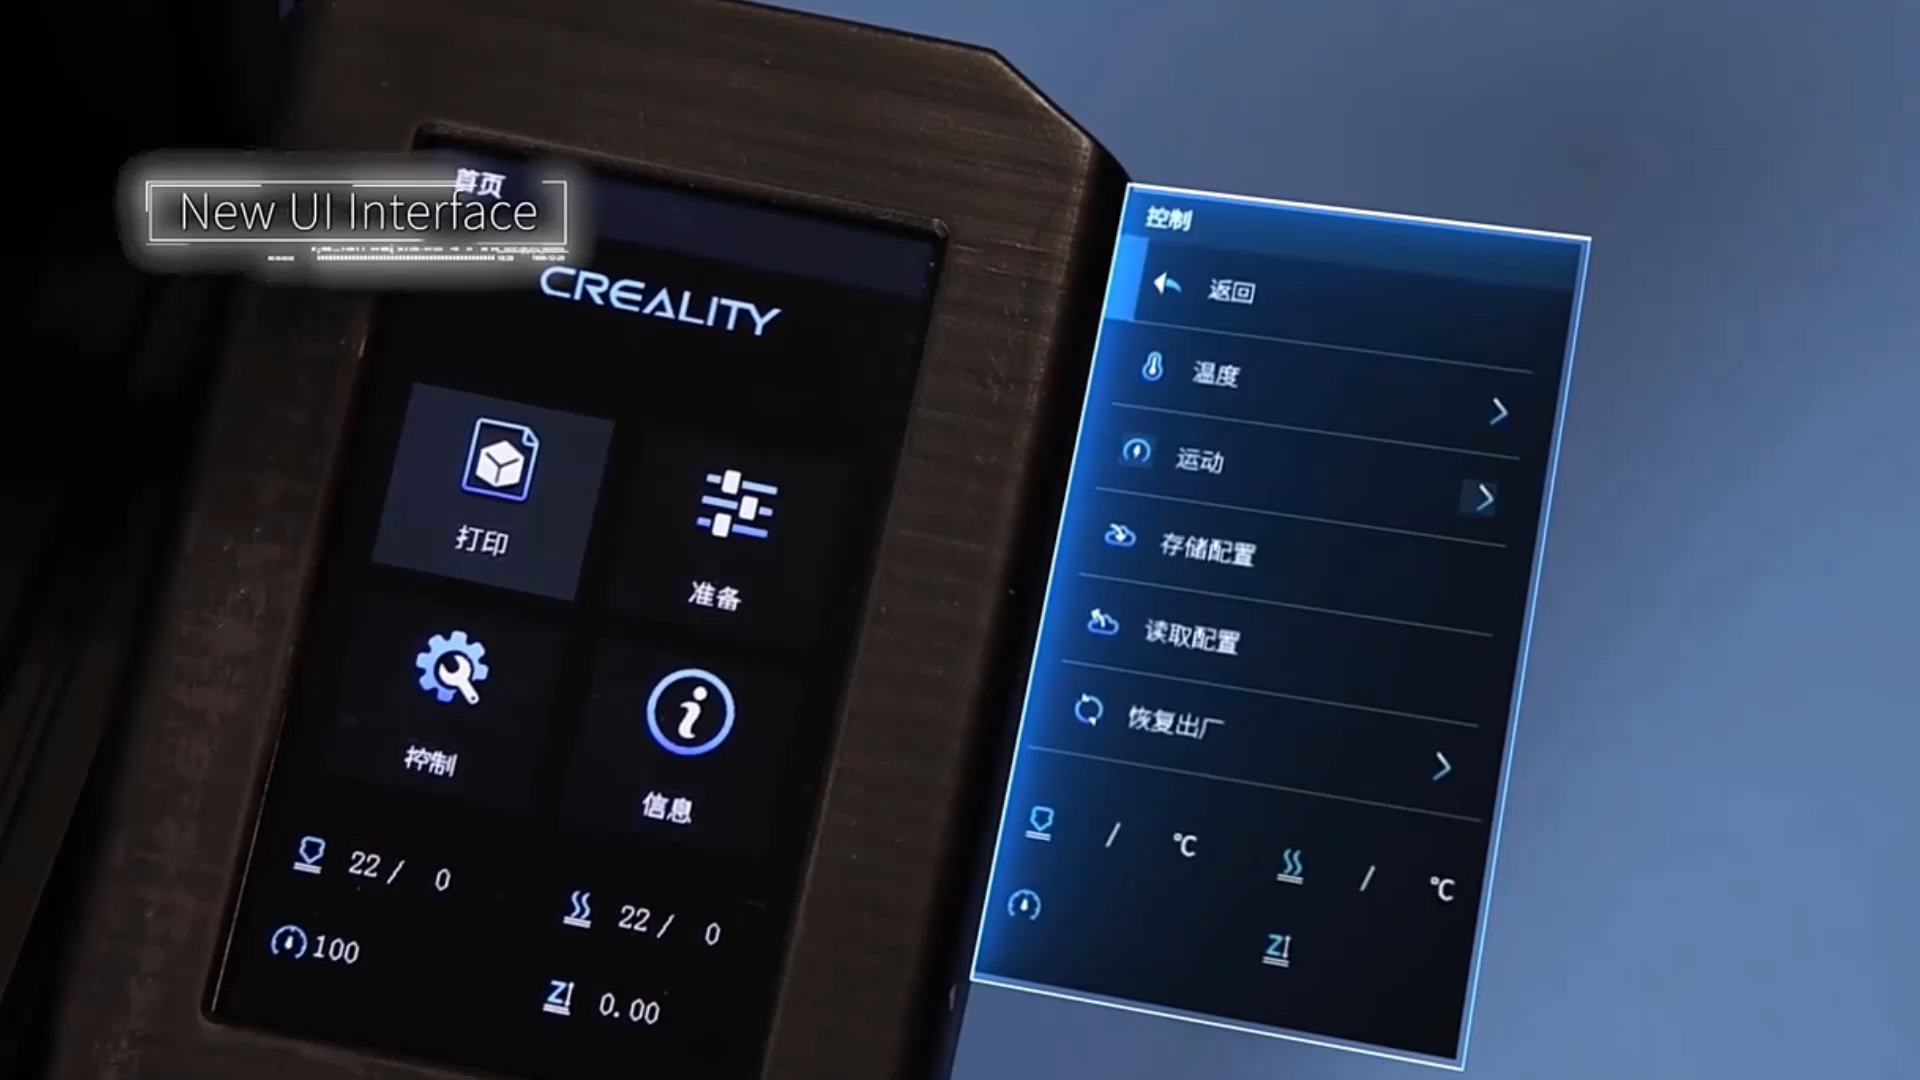 首页
New UI Interface
CREALITY
打印
准备
控制
信息
22 / 0
22 / 0
100
Z 0.00
控制
返回
温度
运动
存储配置
读取配置
恢复出厂
/ ℃
/ ℃
Z